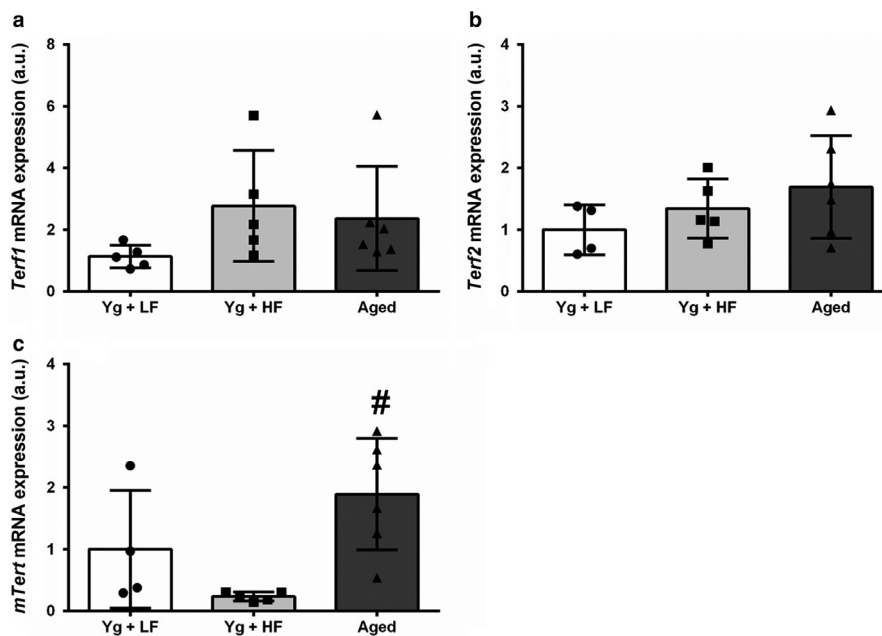 a
Terf1 mRNA expression (a.u.)
8
6
4
2
0
Yg + LF
Yg + HF
Aged
b
Terf2 mRNA expression (a.u.)
4
3
2
1
0
Yg + LF
Yg + HF
Aged
c
mTert mRNA expression (a.u.)
4
3
2
1
0
#
Yg + LF
Yg + HF
Aged